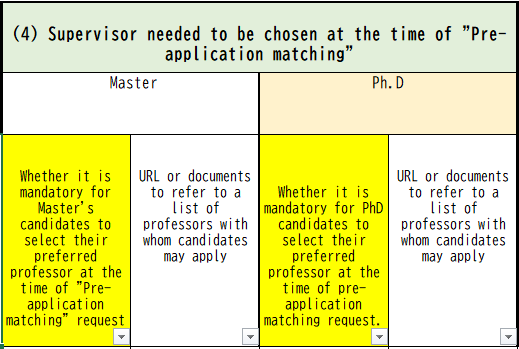 (4) Supervisor needed to be chosen at the time of ”Pre-
application matching”
Master
Ph.D
Whether it is
mandatory for
Master's
candidates to
select their
preferred
professor at the
time of ”Pre-
application
matching” request
URL or documents
to refer to a
list of
professors with
whom candidates
may apply
Whether it is
mandatory for PhD
candidates to
select their
preferred
professor at the
time of pre-
application
matching request.
URL or documents
to refer to a
list of
professors with
whom candidates
may apply